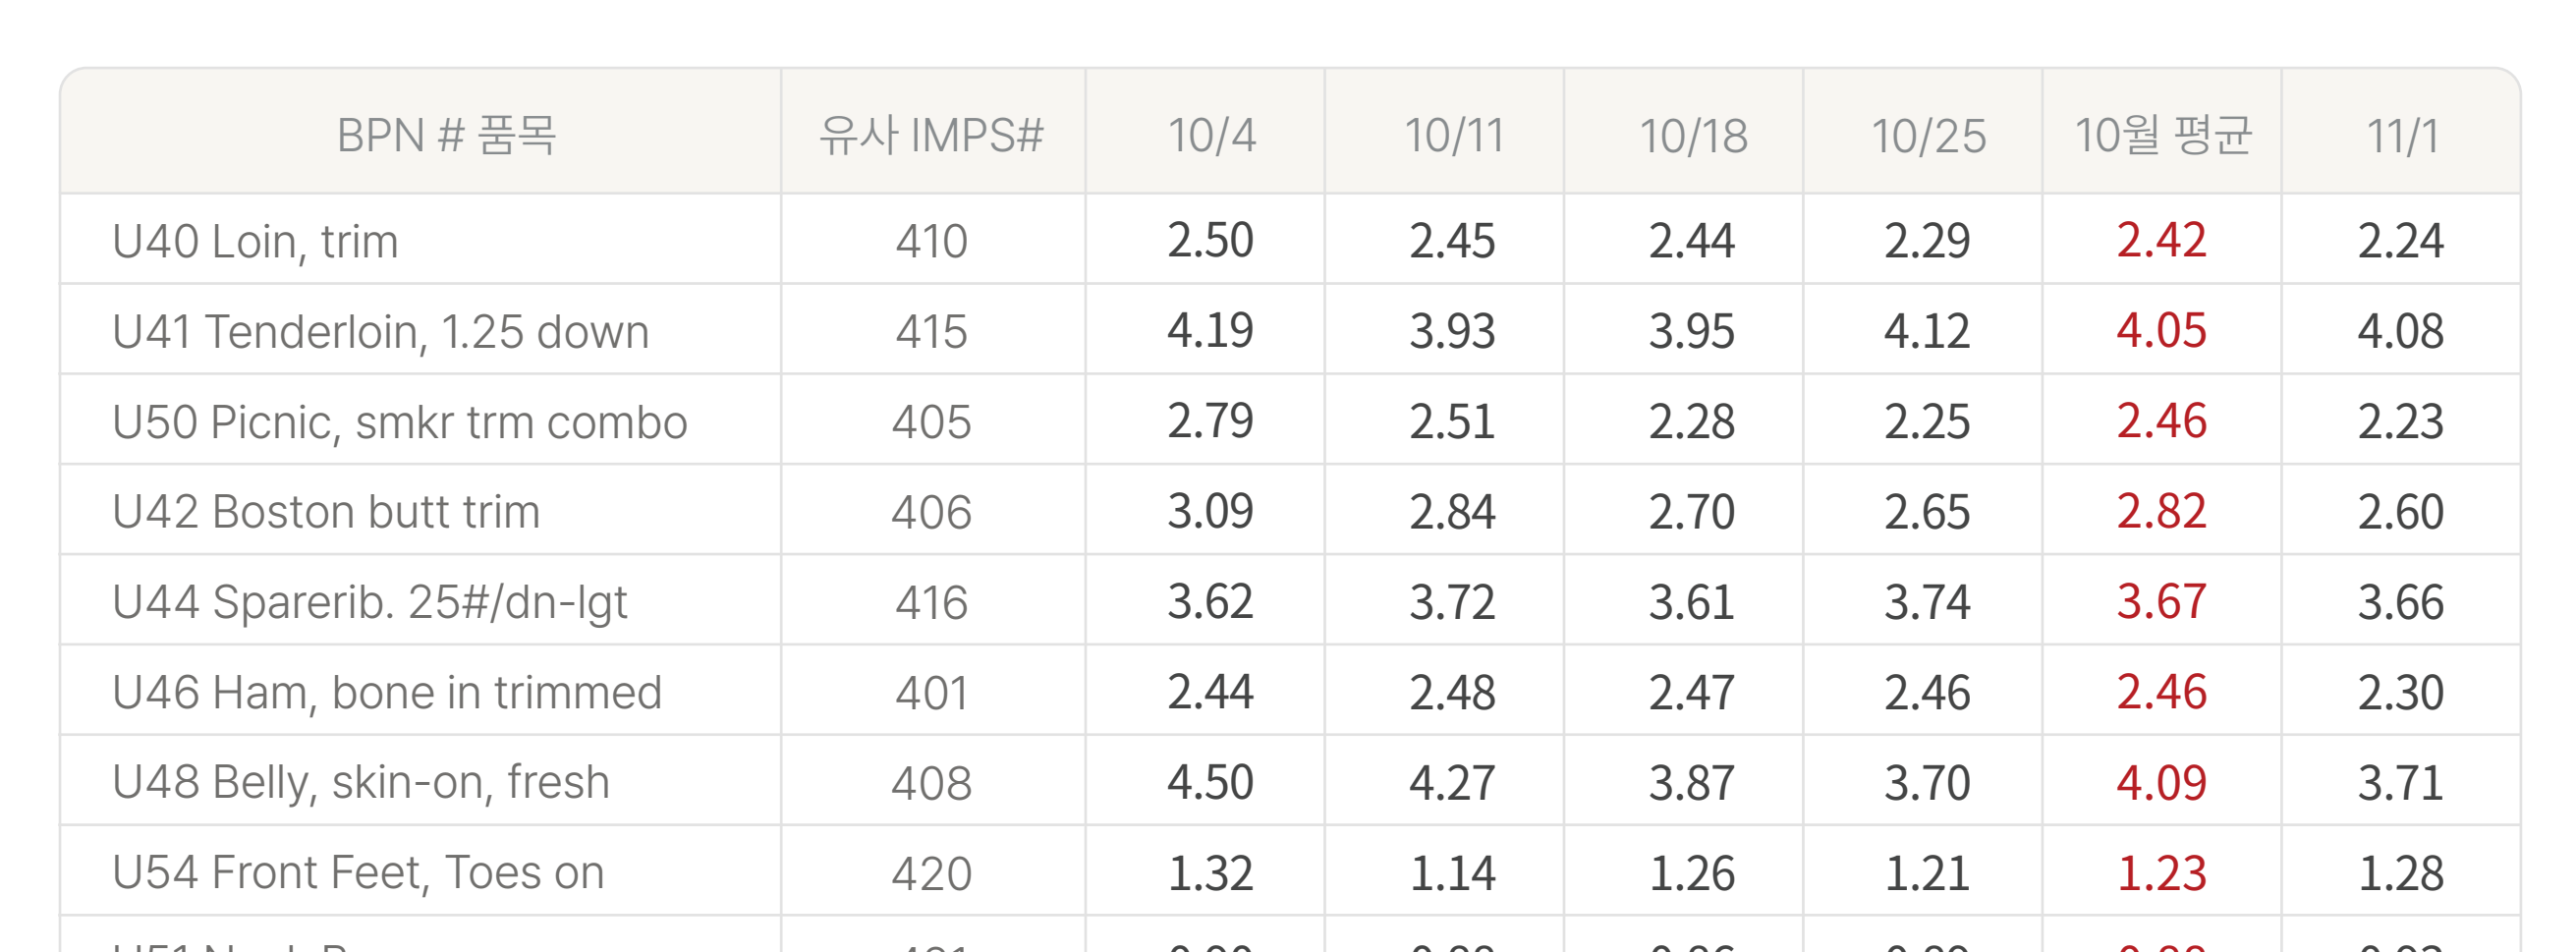 BPN # 품목 유사 IMPS# 10/4 10/11 10/18 10/25 10월 평균 11/1
U40 Loin, trim 410 2.50 2.45 2.44 2.29 2.42 2.24
U41 Tenderloin, 1.25 down 415 4.19 3.93 3.95 4.12 4.05 4.08
U50 Picnic, smkr trm combo 405 2.79 2.51 2.28 2.25 2.46 2.23
U42 Boston butt trim 406 3.09 2.84 2.70 2.65 2.82 2.60
U44 Sparerib. 25#/dn-lgt 416 3.62 3.72 3.61 3.74 3.67 3.66
U46 Ham, bone in trimmed 401 2.44 2.48 2.47 2.46 2.46 2.30
U48 Belly, skin-on, fresh 408 4.50 4.27 3.87 3.70 4.09 3.71
U54 Front Feet, Toes on 420 1.32 1.14 1.26 1.21 1.23 1.28